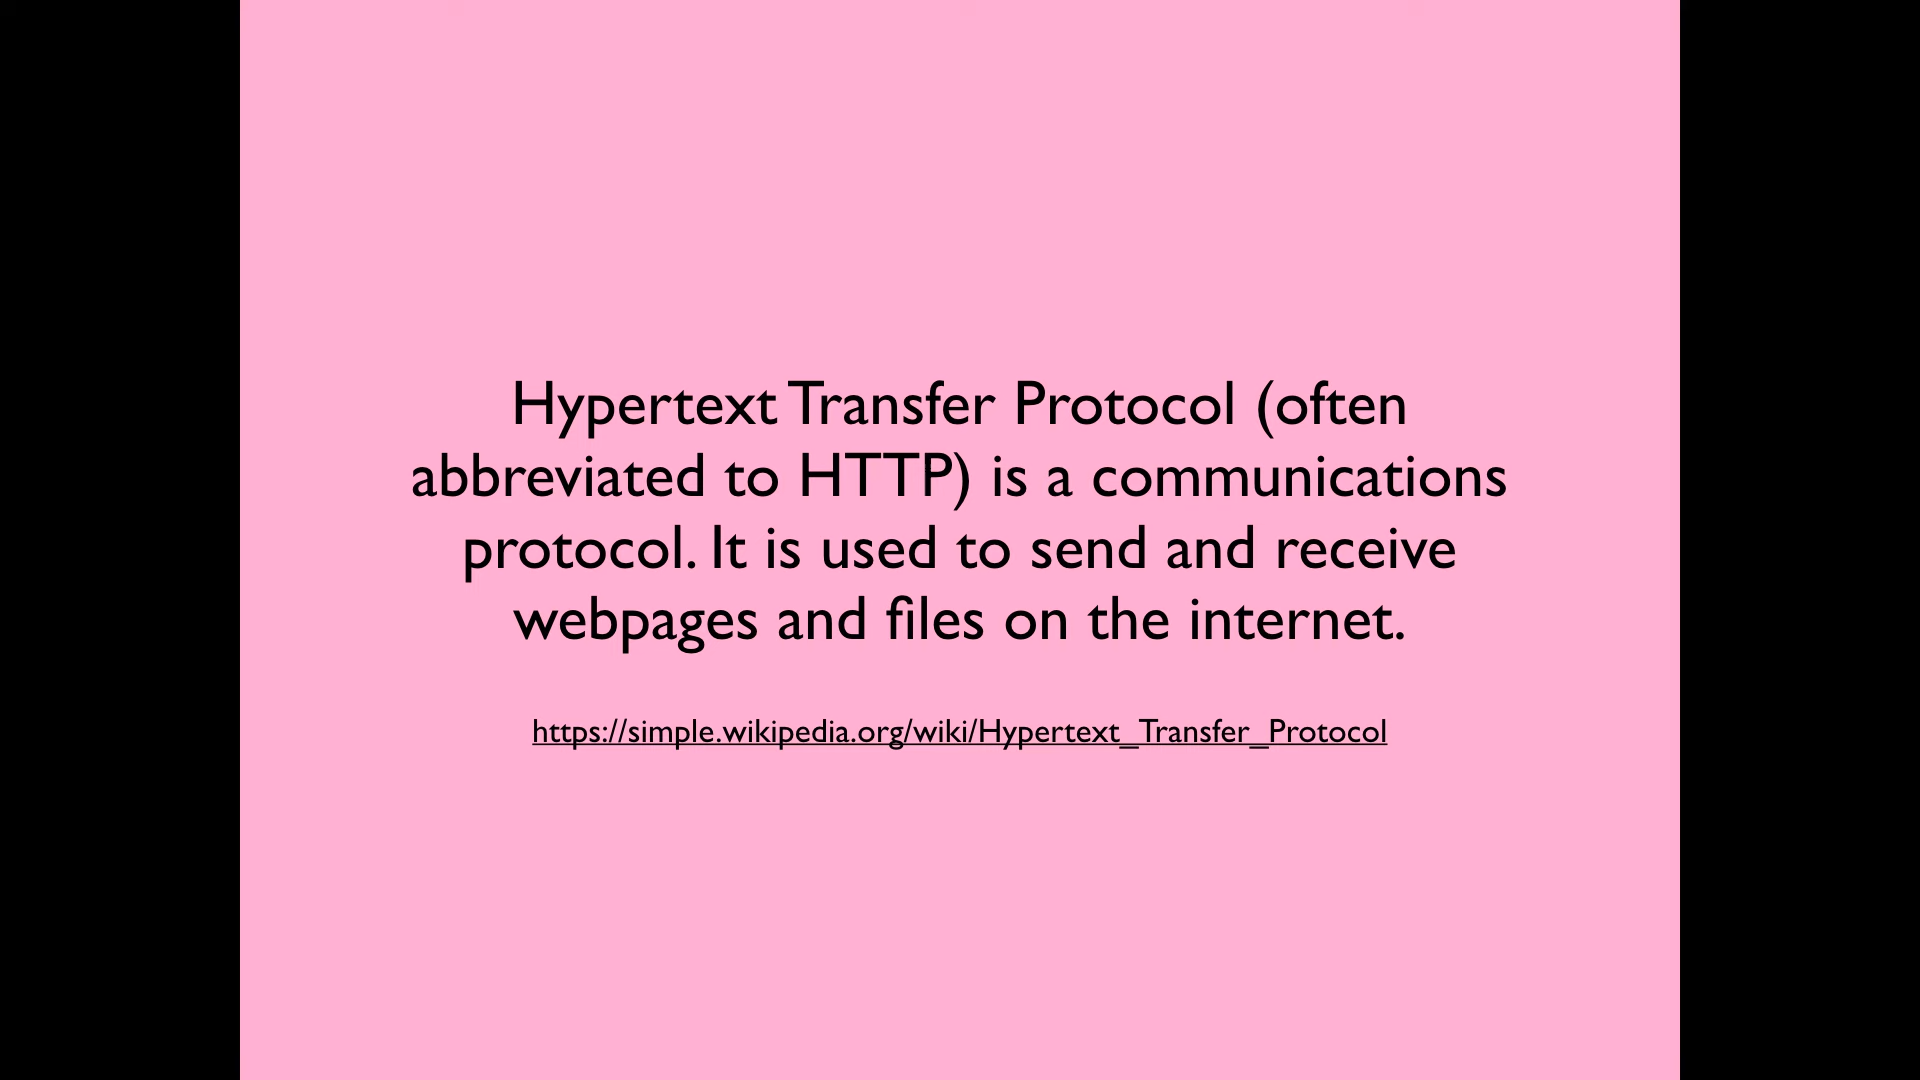 Hypertext Transfer Protocol (often
abbreviated to HTTP) is a communications
protocol. It is used to send and receive
webpages and files on the internet.
https://simple.wikipedia.org/wiki/Hypertext_Transfer_Protocol